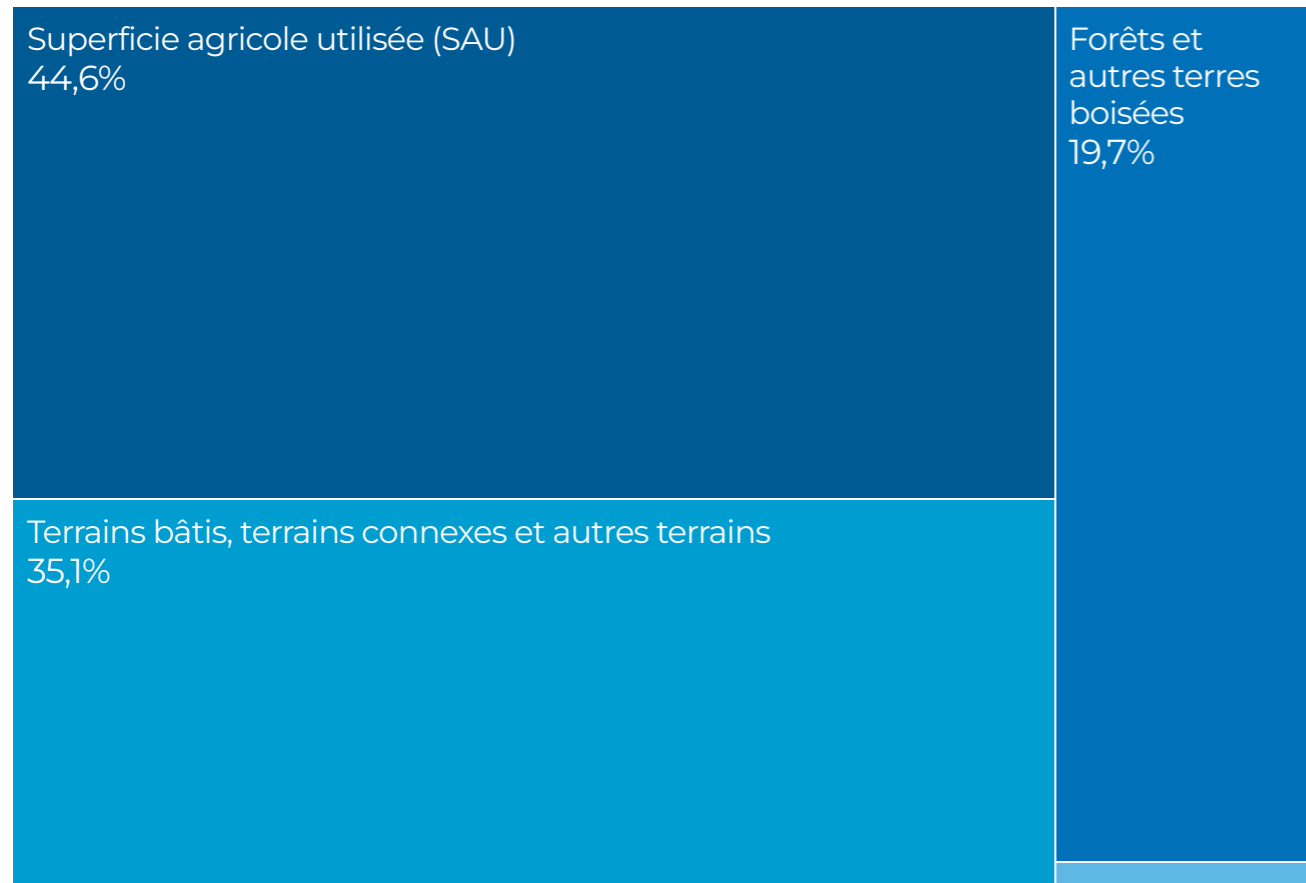 Superficie agricole utilisée (SAU)
44,6%
Forêts et
autres terres
boisées
19,7%
Terrains bâtis, terrains connexes et autres terrains
35,1%